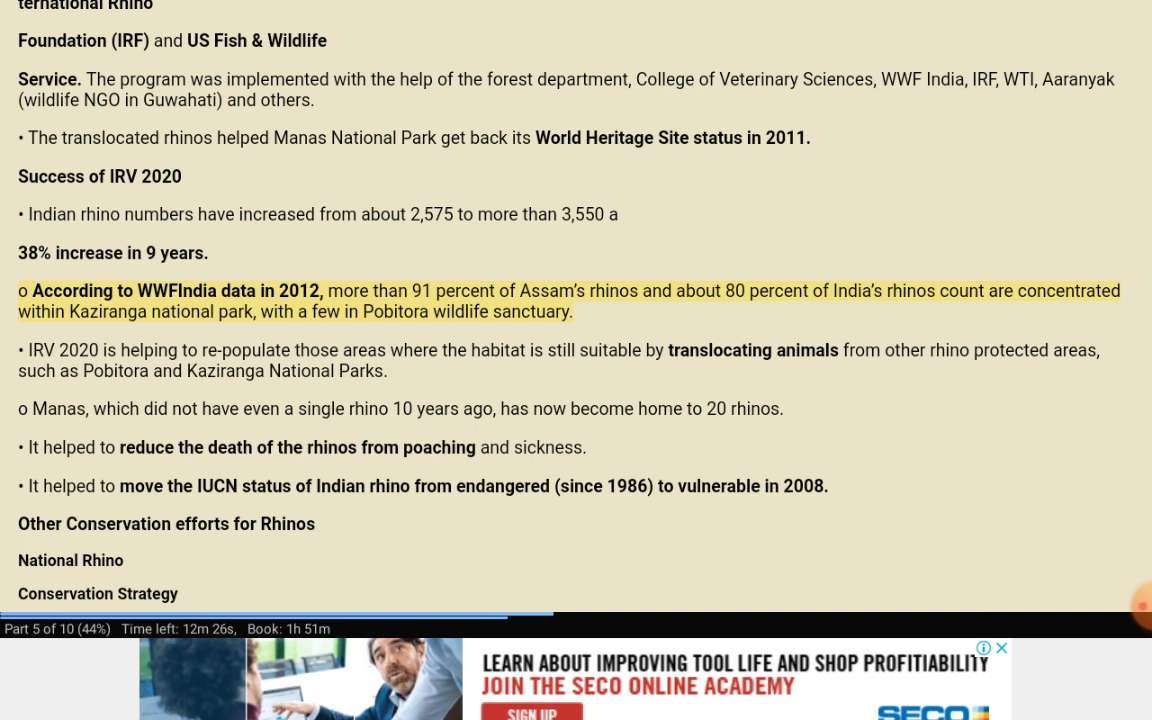 ternational Rhino
Foundation (IRF) and US Fish & Wildlife
Service. The program was implemented with the help of the forest department, College of Veterinary Sciences, WWF India, IRF, WTI, Aaranyak
(wildlife NGO in Guwahati) and others.
• The translocated rhinos helped Manas National Park get back its World Heritage Site status in 2011.
Success of IRV 2020
• Indian rhino numbers have increased from about 2,575 to more than 3,550 a
38% increase in 9 years.
o According to WWFIndia data in 2012, more than 91 percent of Assam’s rhinos and about 80 percent of India’s rhinos count are concentrated
within Kaziranga national park, with a few in Pobitora wildlife sanctuary.
• IRV 2020 is helping to re-populate those areas where the habitat is still suitable by translocating animals from other rhino protected areas,
such as Pobitora and Kaziranga National Parks.
o Manas, which did not have even a single rhino 10 years ago, has now become home to 20 rhinos.
• It helped to reduce the death of the rhinos from poaching and sickness.
• It helped to move the IUCN status of Indian rhino from endangered (since 1986) to vulnerable in 2008.
Other Conservation efforts for Rhinos
National Rhino
Conservation Strategy
Part 5 of 10 (44%) Time left: 12m 26s, Book: 1h 51m
LEARN ABOUT IMPROVING TOOL LIFE AND SHOP PROFITIABILITY
JOIN THE SECO ONLINE ACADEMY
SIGN UP
SECO